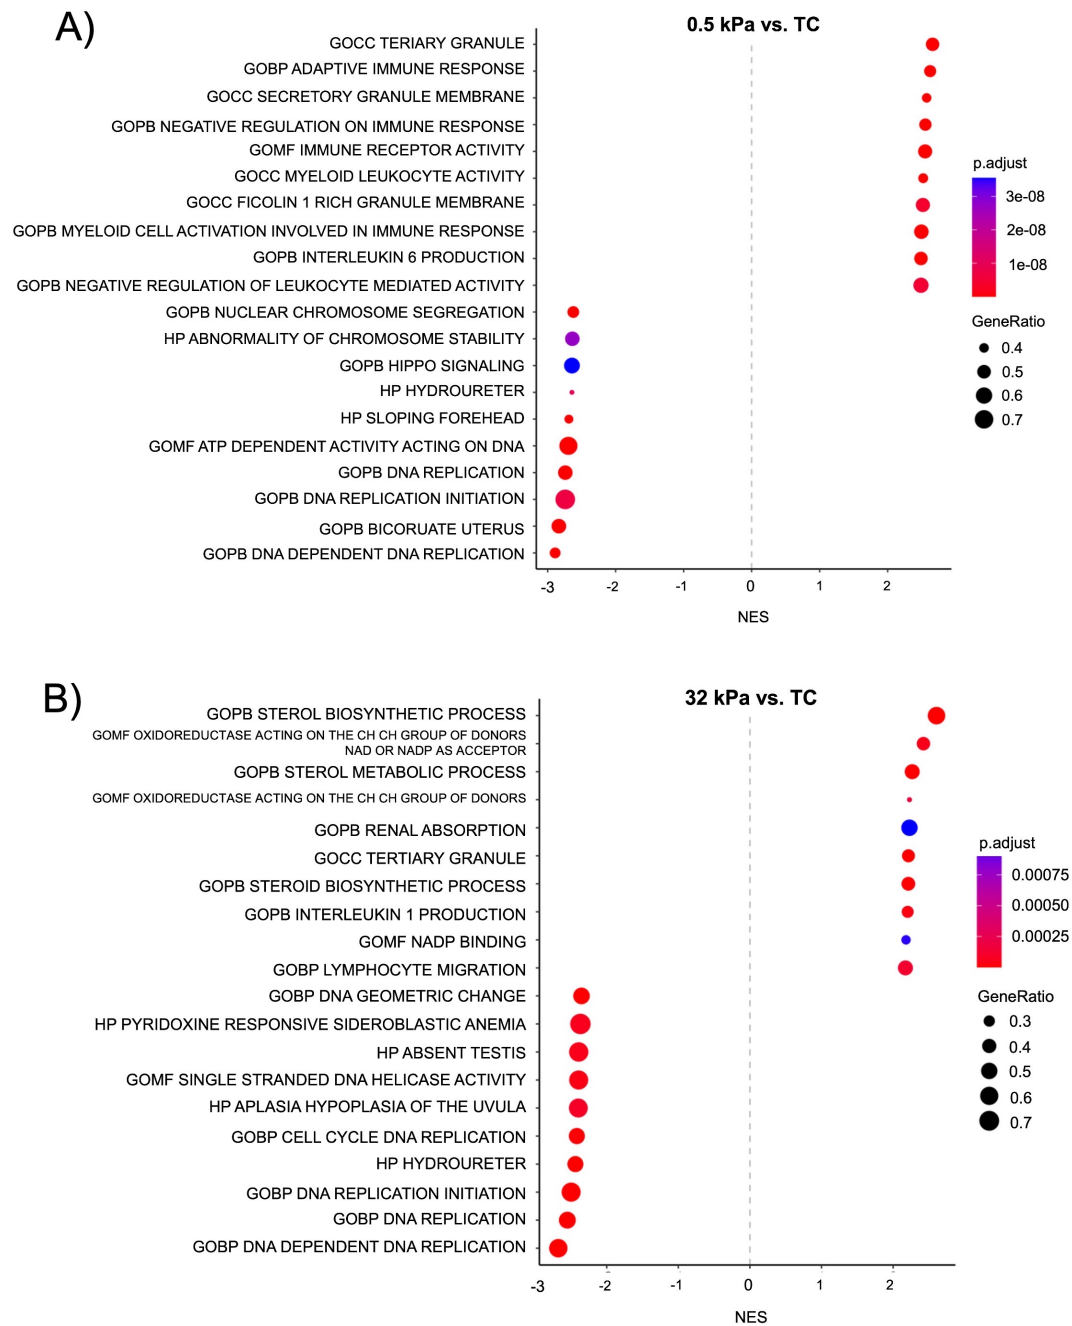 A)
0.5 kPa vs. TC
GOCC TERIARY GRANULE
GOBP ADAPTIVE IMMUNE RESPONSE
GOCC SECRETORY GRANULE MEMBRANE
GOPB NEGATIVE REGULATION ON IMMUNE RESPONSE
GOMF IMMUNE RECEPTOR ACTIVITY
GOCC MYELOID LEUKOCYTE ACTIVITY
GOCC FICOLIN 1 RICH GRANULE MEMBRANE
GOPB MYELOID CELL ACTIVATION INVOLVED IN IMMUNE RESPONSE
GOPB INTERLEUKIN 6 PRODUCTION
GOPB NEGATIVE REGULATION OF LEUKOCYTE MEDIATED ACTIVITY
GOPB NUCLEAR CHROMOSOME SEGREGATION
HP ABNORMALITY OF CHROMOSOME STABILITY
GOPB HIPPO SIGNALING
HP HYDROURETER
HP SLOPING FOREHEAD
GOMF ATP DEPENDENT ACTIVITY ACTING ON DNA
GOPB DNA REPLICATION
GOPB DNA REPLICATION INITIATION
GOPB BICORUATE UTERUS
GOPB DNA DEPENDENT DNA REPLICATION
-3 -2 -1 0 1 2
NES
p.adjust
3e-08
2e-08
1e-08
GeneRatio
0.4
0.5
0.6
0.7
B)
32 kPa vs. TC
GOPB STEROL BIOSYNTHETIC PROCESS
GOMF OXIDOREDUCTASE ACTING ON THE CH CH GROUP OF DONORS
NAD OR NADP AS ACCEPTOR
GOPB STEROL METABOLIC PROCESS
GOMF OXIDOREDUCTASE ACTING ON THE CH CH GROUP OF DONORS
GOPB RENAL ABSORPTION
GOCC TERTIARY GRANULE
GOPB STEROID BIOSYNTHETIC PROCESS
GOPB INTERLEUKIN 1 PRODUCTION
GOMF NADP BINDING
GOBP LYMPHOCYTE MIGRATION
GOBP DNA GEOMETRIC CHANGE
HP PYRIDOXINE RESPONSIVE SIDEROBLASTIC ANEMIA
HP ABSENT TESTIS
GOMF SINGLE STRANDED DNA HELICASE ACTIVITY
HP APLASIA HYPOPLASIA OF THE UVULA
GOBP CELL CYCLE DNA REPLICATION
HP HYDROURETER
GOBP DNA REPLICATION INITIATION
GOBP DNA REPLICATION
GOBP DNA DEPENDENT DNA REPLICATION
-3 -2 -1 0 1 2
NES
p.adjust
0.00075
0.00050
0.00025
GeneRatio
0.3
0.4
0.5
0.6
0.7